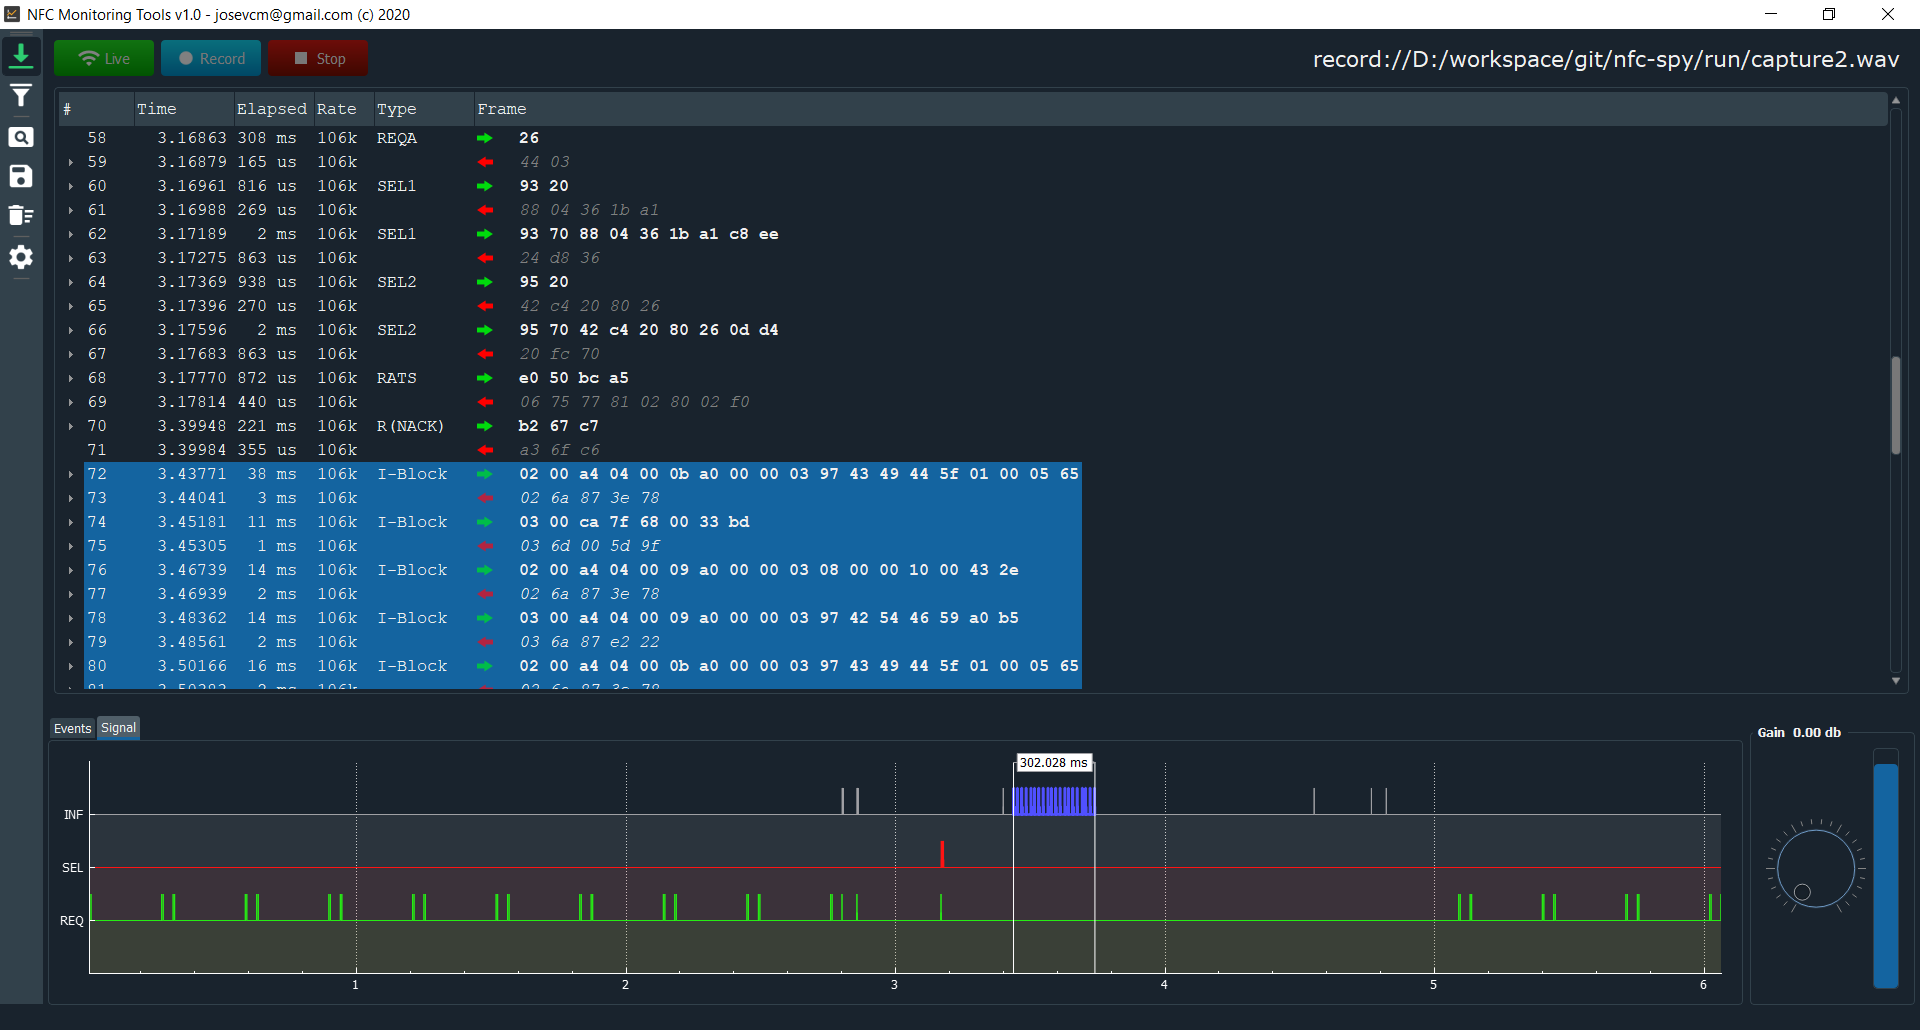 NFC Monitoring Tools v1.0 - josevcm@gmail.com (c) 2020
Live Record Stop record://D:/workspace/git/nfc-spy/run/capture2.wav
# Time Elapsed Rate Type Frame
58 3.16863 308 ms 106k REQA 26
59 3.16879 165 us 106k 44 03
60 3.16961 816 us 106k SEL1 93 20
61 3.16988 269 us 106k 88 04 36 1b a1
62 3.17189 2 ms 106k SEL1 93 70 88 04 36 1b a1 c8 ee
63 3.17275 863 us 106k 24 d8 36
64 3.17369 938 us 106k SEL2 95 20
65 3.17396 270 us 106k 42 c4 20 80 26
66 3.17596 2 ms 106k SEL2 95 70 42 c4 20 80 26 0d d4
67 3.17683 863 us 106k 20 fc 70
68 3.17770 872 us 106k RATS e0 50 bc a5
69 3.17814 440 us 106k 06 75 77 81 02 80 02 f0
70 3.39948 221 ms 106k R(NACK) b2 67 c7
71 3.39984 355 us 106k a3 6f c6
72 3.43771 38 ms 106k I-Block 02 00 a4 04 00 0b a0 00 00 03 97 43 49 44 5f 01 00 05 65
73 3.44041 3 ms 106k 02 6a 87 3e 78
74 3.45181 11 ms 106k I-Block 03 00 ca 7f 68 00 33 bd
75 3.45305 1 ms 106k 03 6d 00 5d 9f
76 3.46739 14 ms 106k I-Block 02 00 a4 04 00 09 a0 00 00 03 08 00 00 10 00 43 2e
77 3.46939 2 ms 106k 02 6a 87 3e 78
78 3.48362 14 ms 106k I-Block 03 00 a4 04 00 09 a0 00 00 03 97 42 54 46 59 a0 b5
79 3.48561 2 ms 106k 03 6a 87 e2 22
80 3.50166 16 ms 106k I-Block 02 00 a4 04 00 0b a0 00 00 03 97 43 49 44 5f 01 00 05 65
Events Signal
Gain 0.00 db
302.028 ms
INF
SEL
REQ
1 2 3 4 5 6